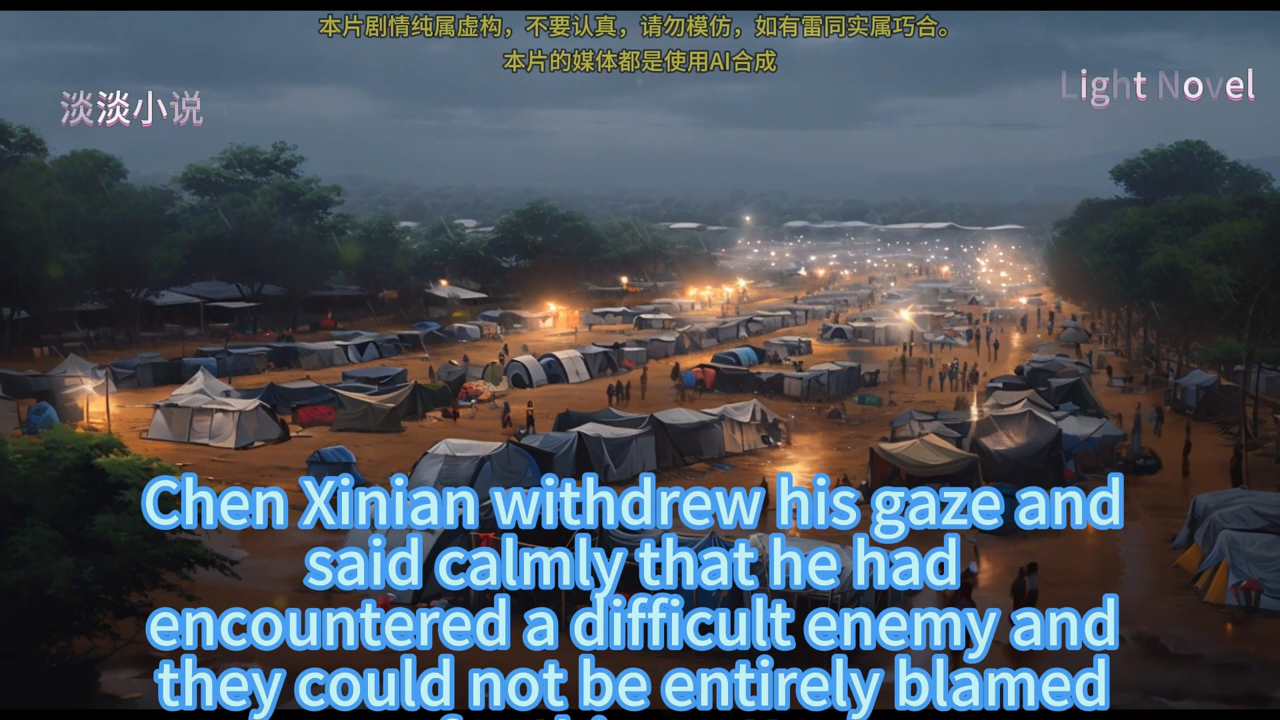 本片剧情纯属虚构，不要认真，请勿模仿，如有雷同实属巧合。
本片的媒体都是使用AI合成
淡淡小说
Light Novel
Chen Xinian withdrew his gaze and
said calmly that he had
encountered a difficult enemy and
they could not be entirely blamed